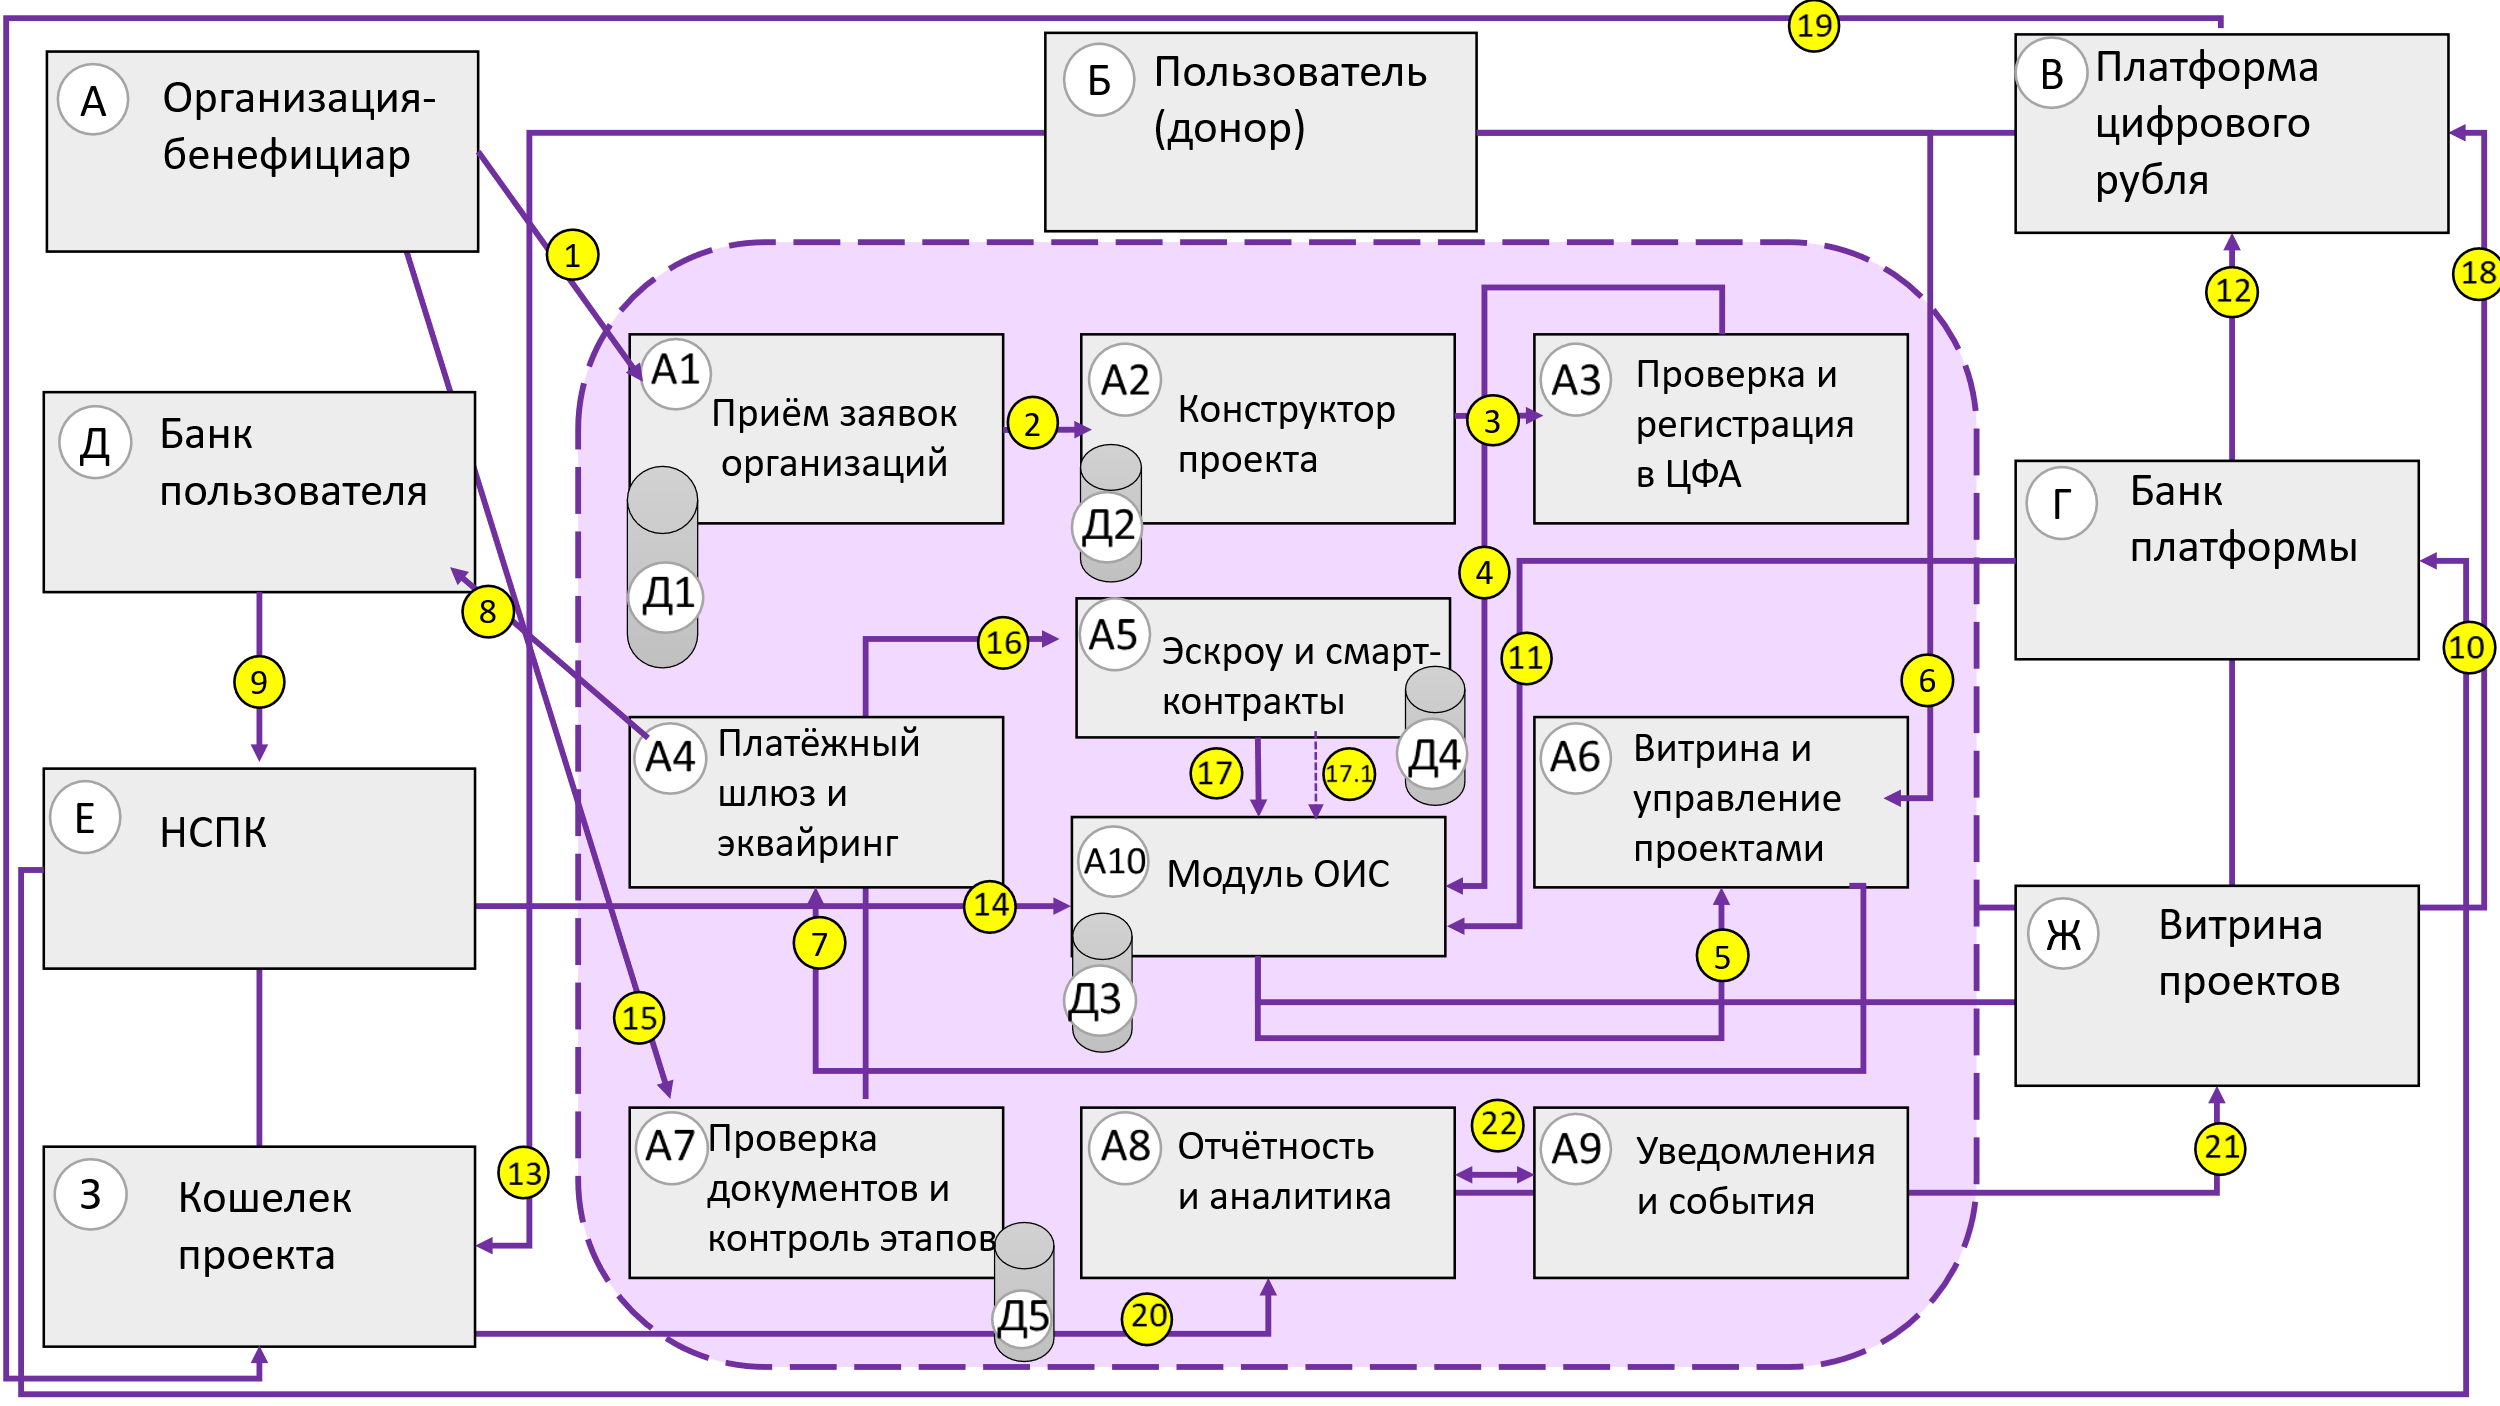 19
А
Организация-
бенефициар
Б
Пользователь
(донор)
В
Платформа
цифрового
рубля
1
18
12
А1
Приём заявок
организаций
Д1
2
А2
Конструктор
проекта
Д2
3
А3
Проверка и
регистрация
в ЦФА
Д
Банк
пользователя
Г
Банк
платформы
4
8
9
16
А5
Эскроу и смарт-
контракты
Д4
11
6
10
А4
Платёжный
шлюз и
эквайринг
17
17.1
А6
Витрина и
управление
проектами
Е
НСПК
14
А10
Модуль ОИС
Д3
7
5
Ж
Витрина
проектов
15
13
А7
Проверка
документов и
контроль этапов
Д5
А8
Отчётность
и аналитика
22
А9
Уведомления
и события
21
З
Кошелек
проекта
20